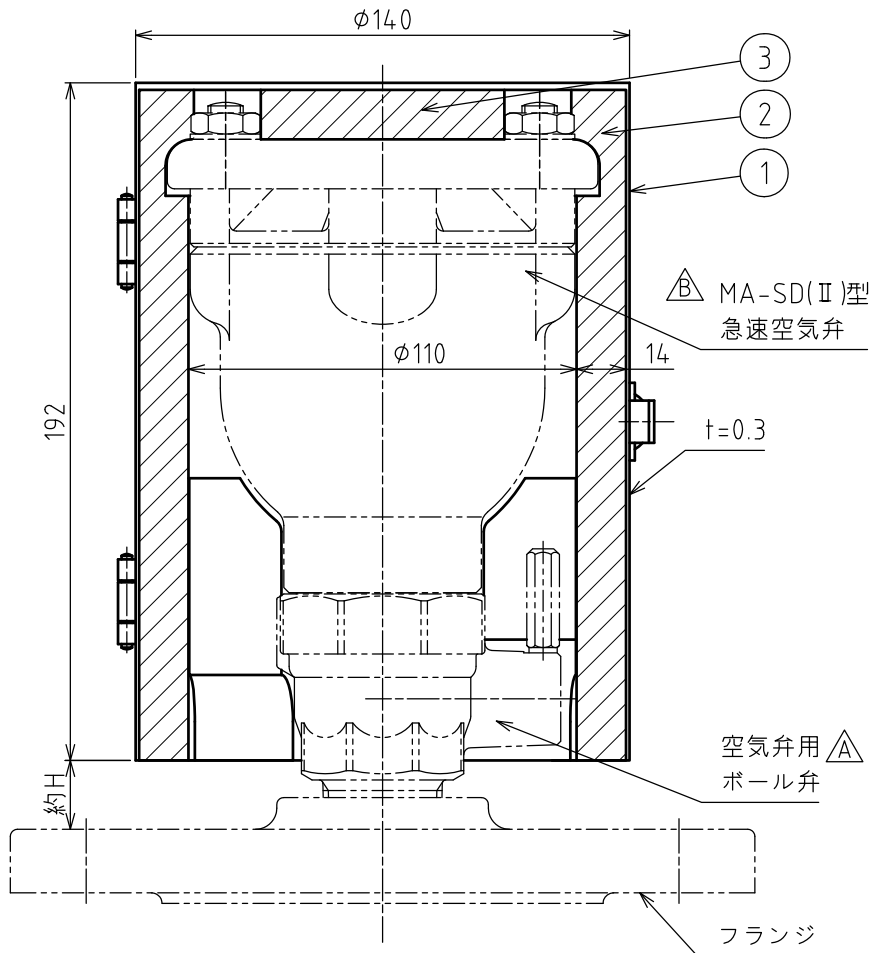 φ140
3
2
1
B MA-SD(Ⅱ)型
急速空気弁
φ110
14
192
t=0.3
空気弁用 A
ボール弁
約H
フランジ